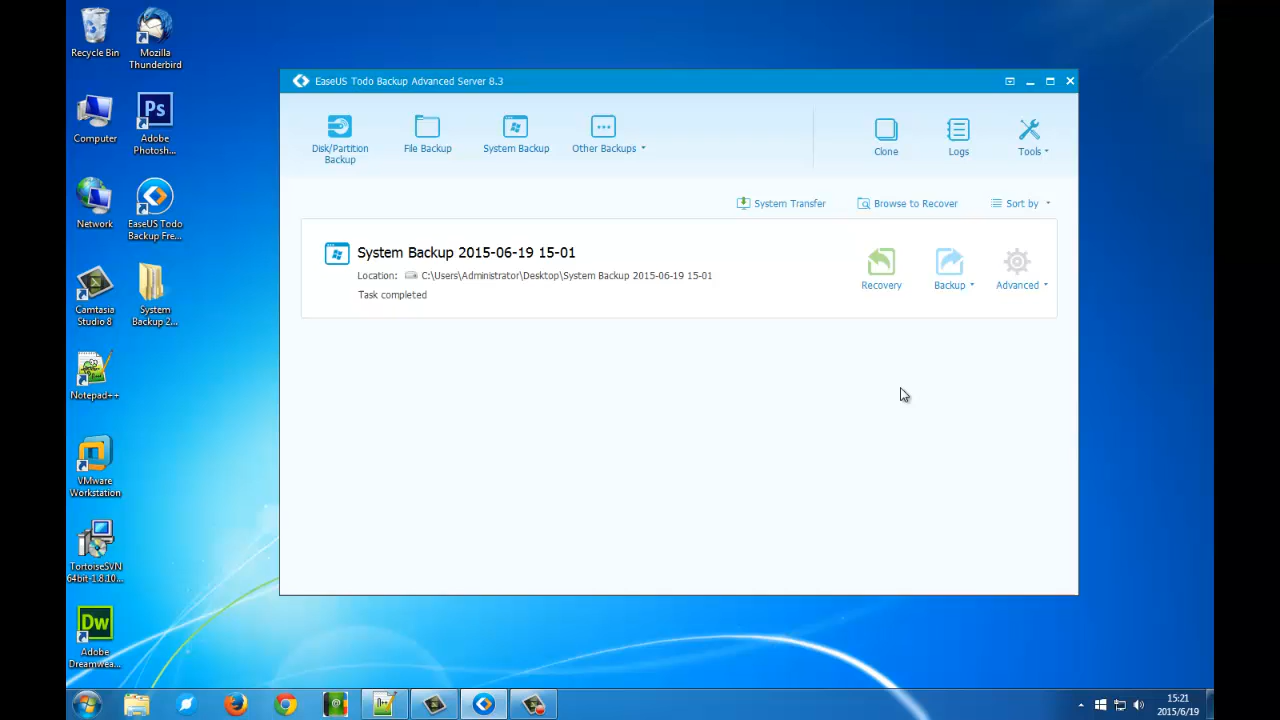 Recycle Bin
Mozilla
Thunderbird
Computer
Ps
Adobe
Photosh...
Network
EaseUS Todo
Backup Fre...
Camtasia
Studio 8
System
Backup 2...
Notepad++
VMware
Workstation
TortoiseSVN
64bit-1.8.10...
Dw
Adobe
Dreamwea...
EaseUS Todo Backup Advanced Server 8.3
Disk/Partition
Backup
File Backup
System Backup
Other Backups
Clone
Logs
Tools
System Transfer
Browse to Recover
Sort by
System Backup 2015-06-19 15-01
Location: C:\Users\Administrator\Desktop\System Backup 2015-06-19 15-01
Task completed
Recovery
Backup
Advanced
15:21
2015/6/19